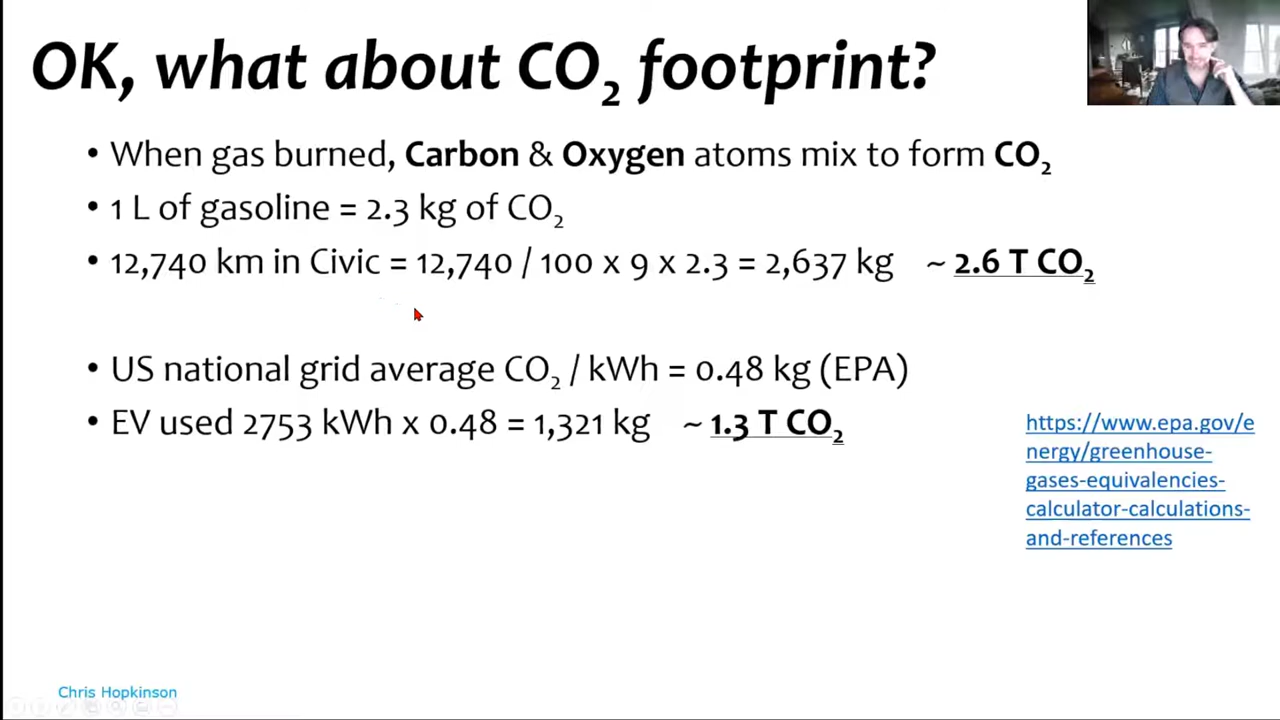 OK, what about CO₂ footprint?
• When gas burned, Carbon & Oxygen atoms mix to form CO₂
• 1 L of gasoline = 2.3 kg of CO₂
• 12,740 km in Civic = 12,740 / 100 x 9 x 2.3 = 2,637 kg ~ 2.6 T CO₂
• US national grid average CO₂ / kWh = 0.48 kg (EPA)
• EV used 2753 kWh x 0.48 = 1,321 kg ~ 1.3 T CO₂
https://www.epa.gov/e
nergy/greenhouse-
gases-equivalencies-
calculator-calculations-
and-references
Chris Hopkinson